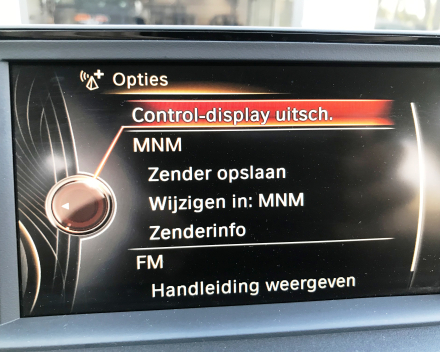 Opties
Control-display uitsch.
MNM
Zender opslaan
Wijzigen in: MNM
Zenderinfo
FM
Handleiding weergeven